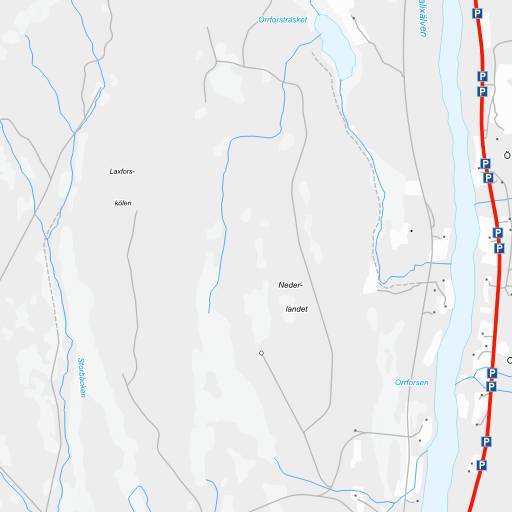 Orrforsträsket
P
P
P
Laxfors-
kölen
P
P
P
P
Neder-
landet
Storbäcken
Orrforsen
P
P
P
P